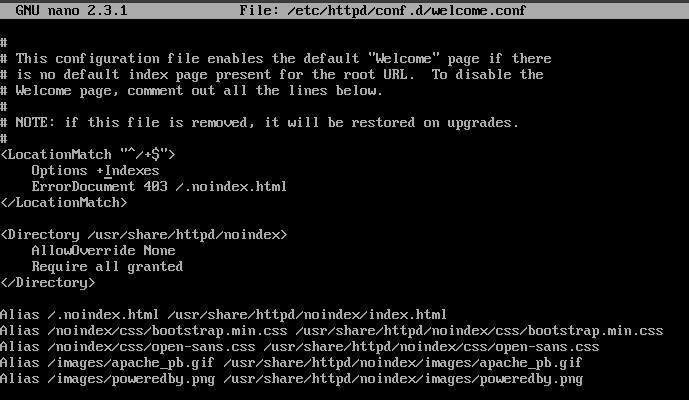 GNU nano 2.3.1 File: /etc/httpd/conf.d/welcome.conf
#
# This configuration file enables the default "Welcome" page if there
# is no default index page present for the root URL.  To disable the
# Welcome page, comment out all the lines below.
#
# NOTE: if this file is removed, it will be restored on upgrades.
#
<LocationMatch "^/+$">
    Options +Indexes
    ErrorDocument 403 /.noindex.html
</LocationMatch>
<Directory /usr/share/httpd/noindex>
    AllowOverride None
    Require all granted
</Directory>
Alias /.noindex.html /usr/share/httpd/noindex/index.html
Alias /noindex/css/bootstrap.min.css /usr/share/httpd/noindex/css/bootstrap.min.css
Alias /noindex/css/open-sans.css /usr/share/httpd/noindex/css/open-sans.css
Alias /images/apache_pb.gif /usr/share/httpd/noindex/images/apache_pb.gif
Alias /images/poweredby.png /usr/share/httpd/noindex/images/poweredby.png